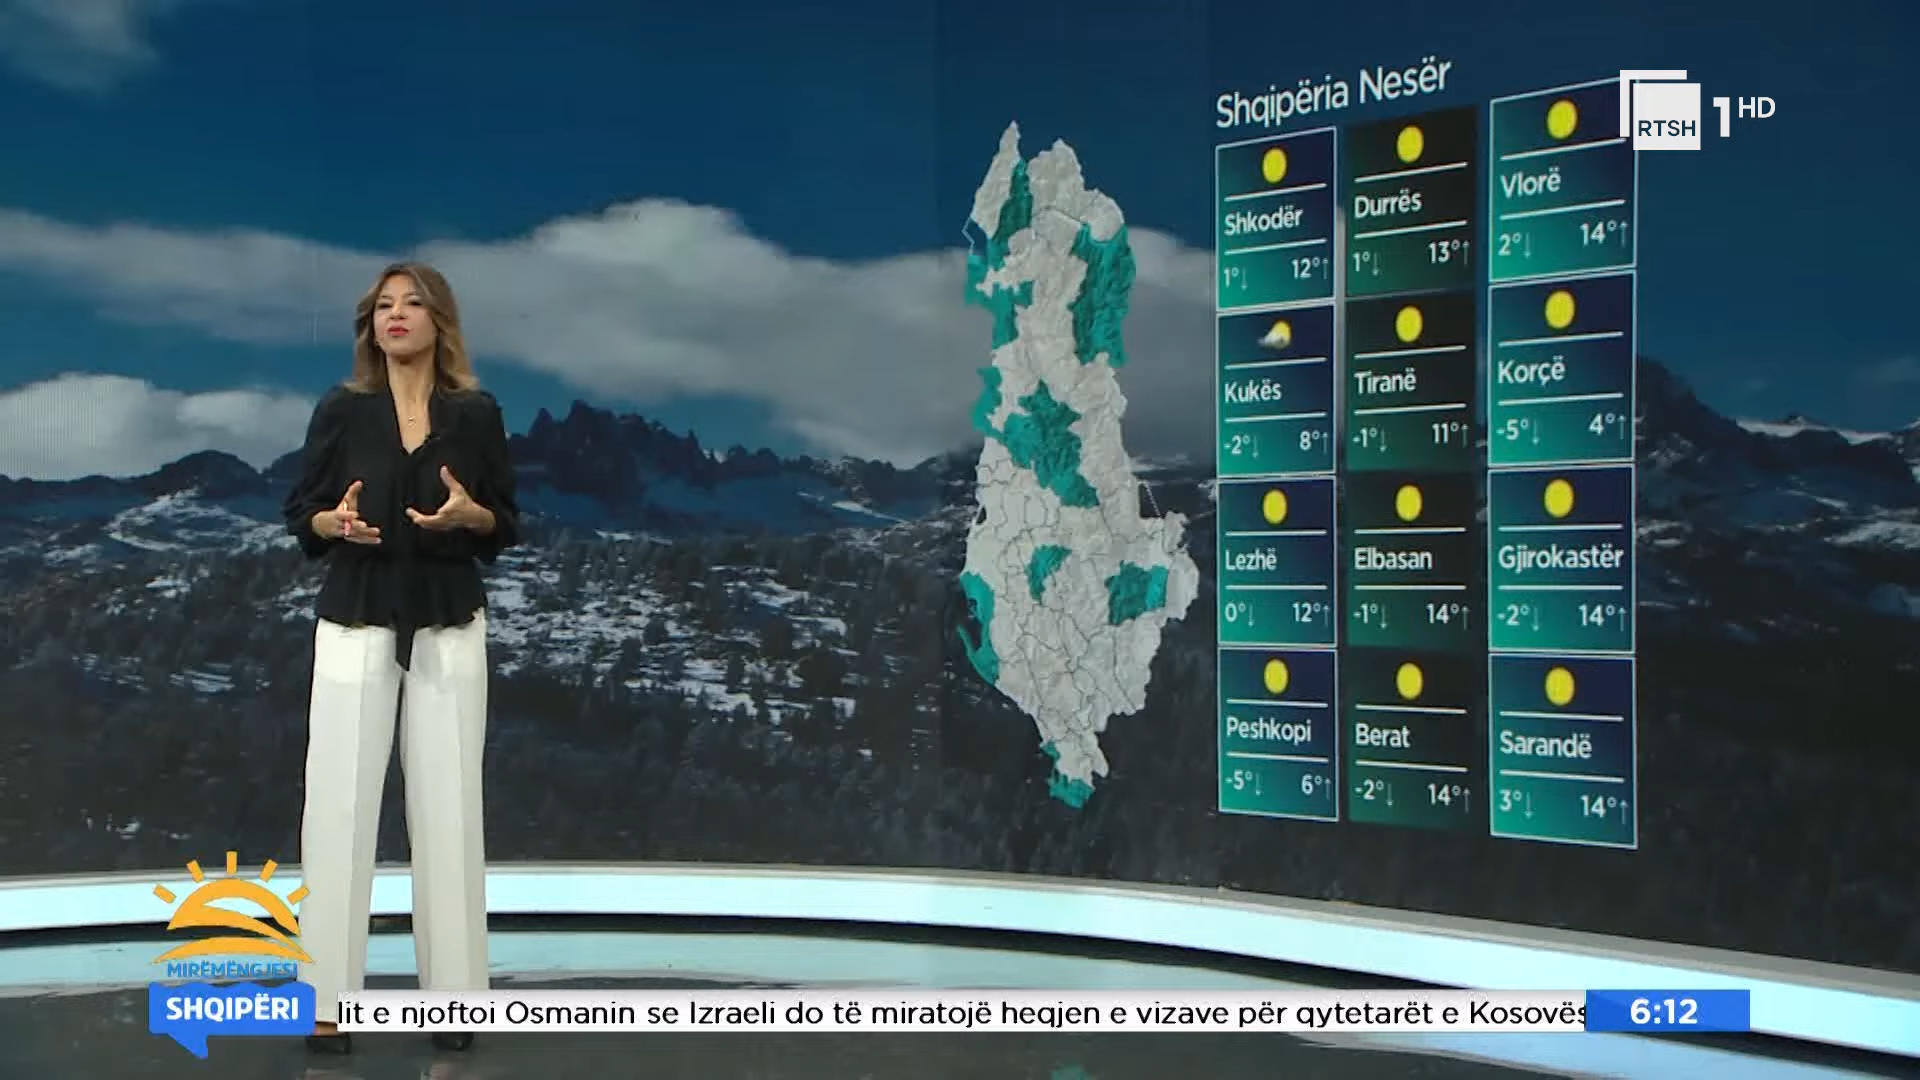 Shqipëria Nesër
RTSH 1 HD
Shkodër
1°↓ 12°↑
Durrës
1°↓ 13°↑
Vlorë
2°↓ 14°↑
Kukës
-2°↓ 8°↑
Tiranë
-1°↓ 11°↑
Korçë
-5°↓ 4°↑
Lezhë
0°↓ 12°↑
Elbasan
-1°↓ 14°↑
Gjirokastër
-2°↓ 14°↑
Peshkopi
-5°↓ 6°↑
Berat
-2°↓ 14°↑
Sarandë
3°↓ 14°↑
MIRËMËNGJESI
SHQIPËRI
lit e njoftoi Osmanin se Izraeli do të miratojë heqjen e vizave për qytetarët e Kosovës
6:12